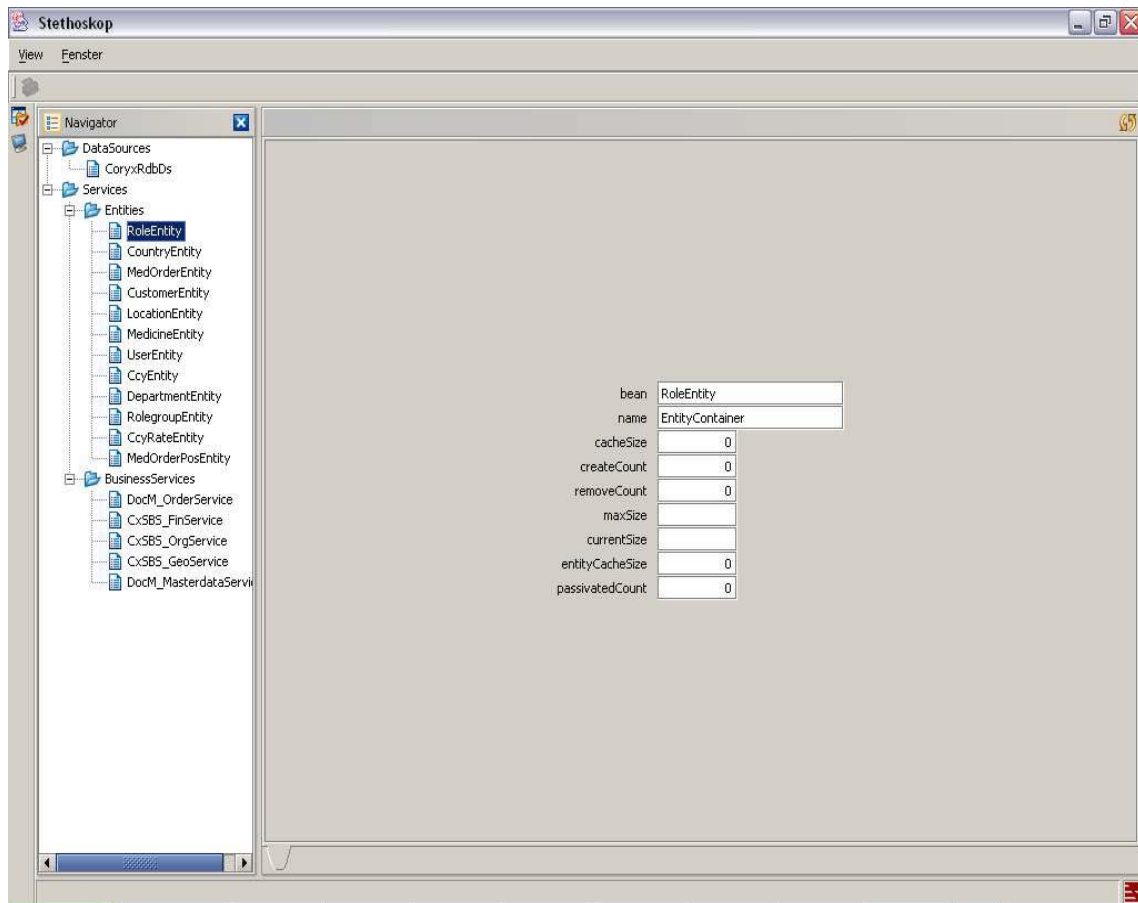 Stethoskop
View Fenster
Navigator
DataSources
CoryxRdbDs
Services
Entities
RoleEntity
CountryEntity
MedOrderEntity
CustomerEntity
LocationEntity
MedicineEntity
UserEntity
CcyEntity
DepartmentEntity
RolegroupEntity
CcyRateEntity
MedOrderPosEntity
BusinessServices
DocM_OrderService
CxSBS_FinService
CxSBS_OrgService
CxSBS_GeoService
DocM_MasterdataServi
bean RoleEntity
name EntityContainer
cacheSize 0
createCount 0
removeCount 0
maxSize
currentSize
entityCacheSize 0
passivatedCount 0